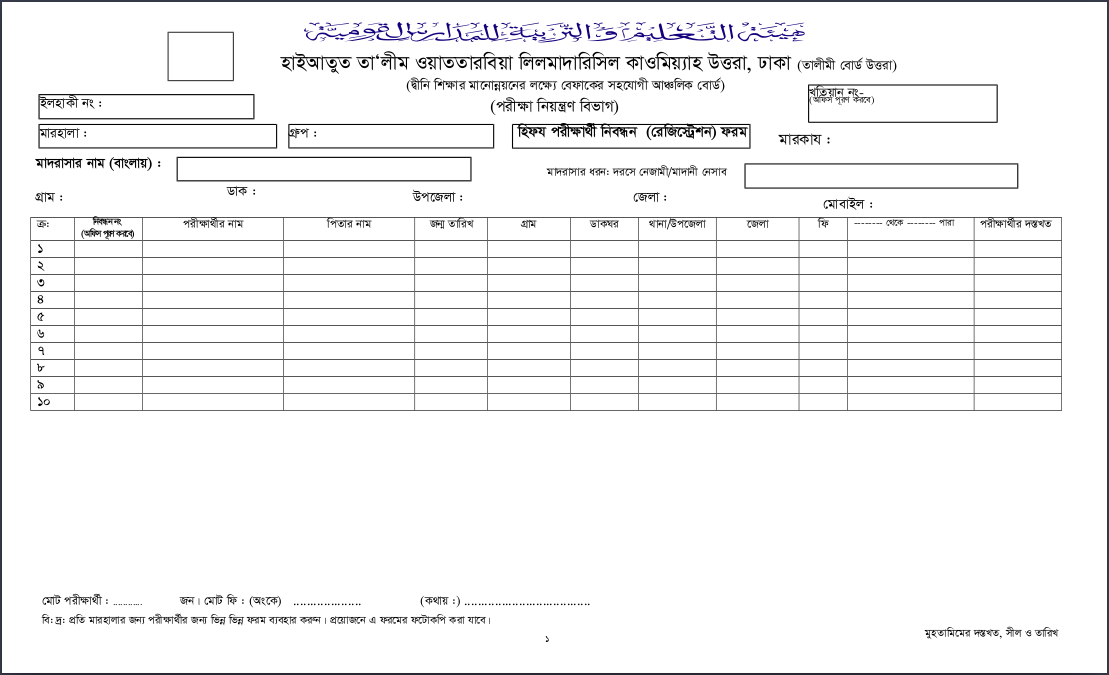 هيئة التعليم والتربية للمدارس القومية
হাইআতুত তা‘লীম ওয়াততারবিয়া লিলমাদারিসিল কাওমিয়্যাহ উত্তরা, ঢাকা (তালীমী বোর্ড উত্তরা)
(দ্বীনি শিক্ষার মানোন্নয়নের লক্ষ্যে বেফাকের সহযোগী আঞ্চলিক বোর্ড)
ইলহাকী নং :
(পরীক্ষা নিয়ন্ত্রণ বিভাগ)
খতিয়ান নং-
(অফিস পূরণ করবে)
মারহালা :
গ্রুপ :
হিফয পরীক্ষার্থী নিবন্ধন (রেজিস্ট্রেশন) ফরম
মারকায :
মাদরাসার নাম (বাংলায়) :
মাদরাসার ধরন: দরসে নেজামী/মাদানী নেসাব
গ্রাম :
ডাক :
উপজেলা :
জেলা :
মোবাইল :
ক্র: নিবন্ধন নং (অফিস পূরণ করবে) পরীক্ষার্থীর নাম পিতার নাম জন্ম তারিখ গ্রাম ডাকঘর থানা/উপজেলা জেলা ফি -------- থেকে -------- পারা পরীক্ষার্থীর দস্তখত
১
২
৩
৪
৫
৬
৭
৮
৯
১০
মোট পরীক্ষার্থী : ............ জন। মোট ফি : (অংকে) .................... (কথায় :) .....................................
বি: দ্র: প্রতি মারহালার জন্য পরীক্ষার্থীর জন্য ভিন্ন ভিন্ন ফরম ব্যবহার করুন। প্রয়োজনে এ ফরমের ফটোকপি করা যাবে।
মুহতামিমের দস্তখত, সীল ও তারিখ
১